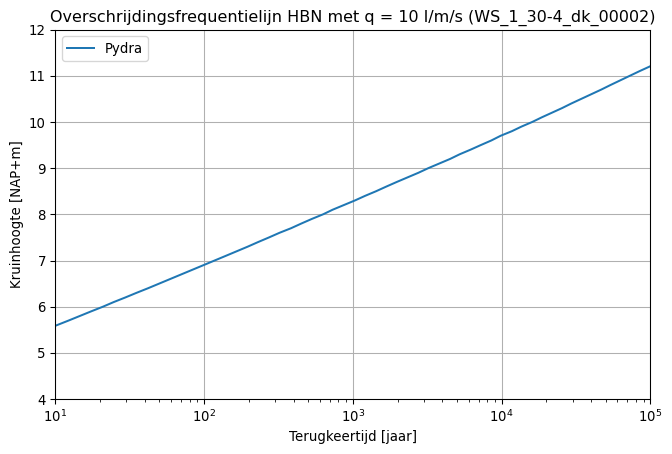 Overschrijdingsfrequentielijn HBN met q = 10 l/m/s (WS_1_30-4_dk_00002)
Pydra
Kruinhoogte [NAP+m]
12
11
10
9
8
7
6
5
4
10¹ 10² 10³ 10⁴ 10⁵
Terugkeertijd [jaar]